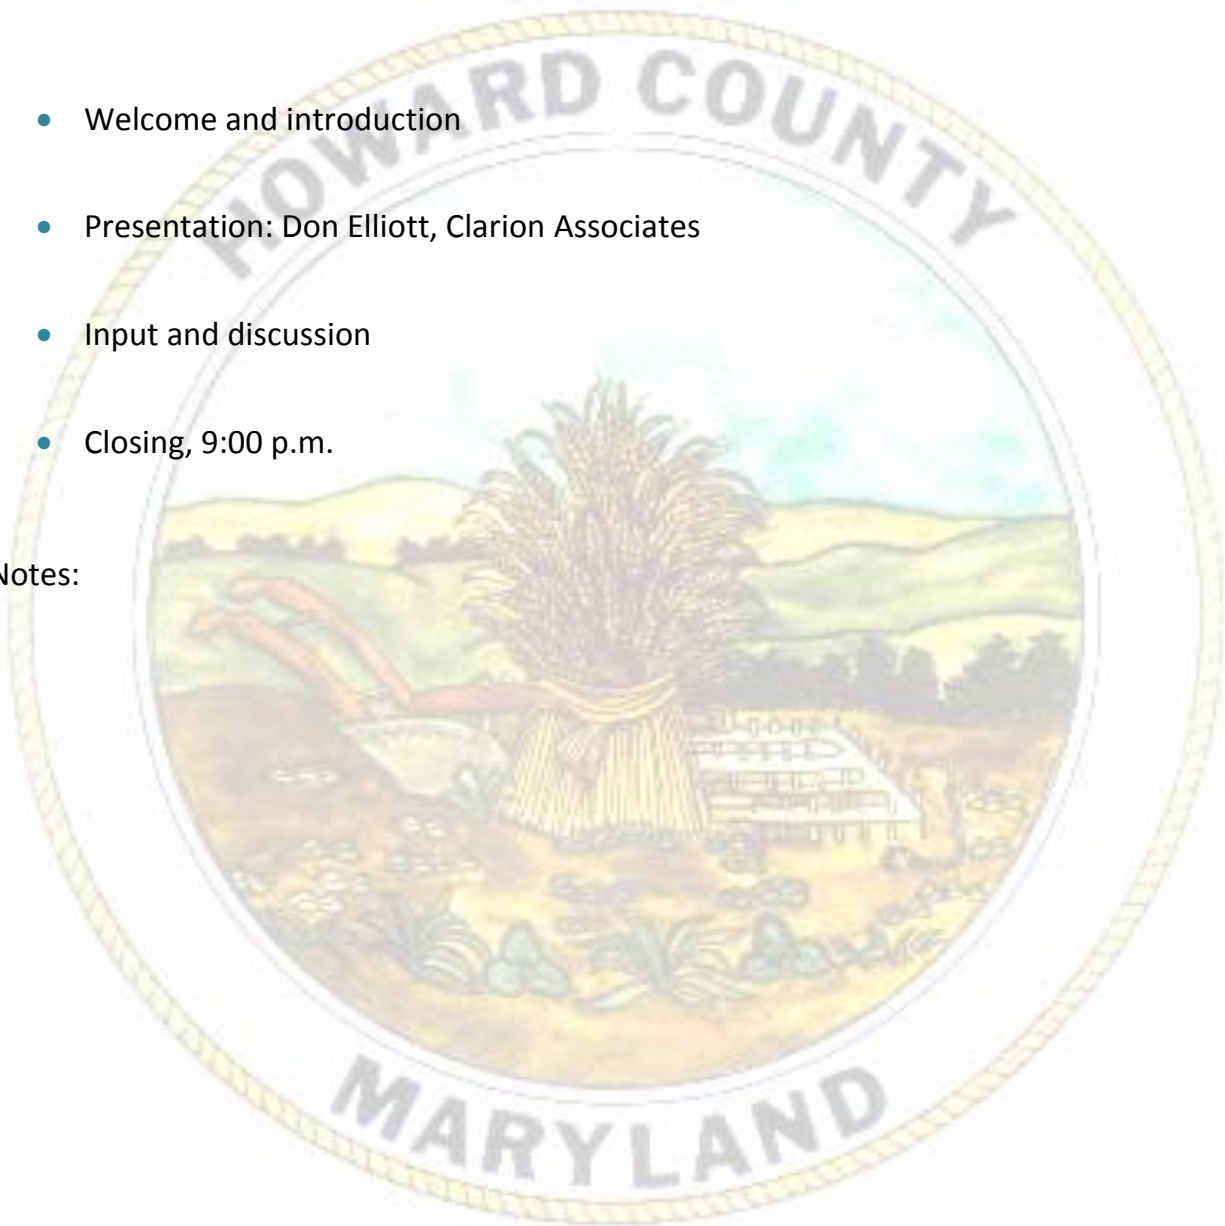 HOWARD COUNTY
• Welcome and introduction
• Presentation: Don Elliott, Clarion Associates
• Input and discussion
• Closing, 9:00 p.m.
Notes:
MARYLAND